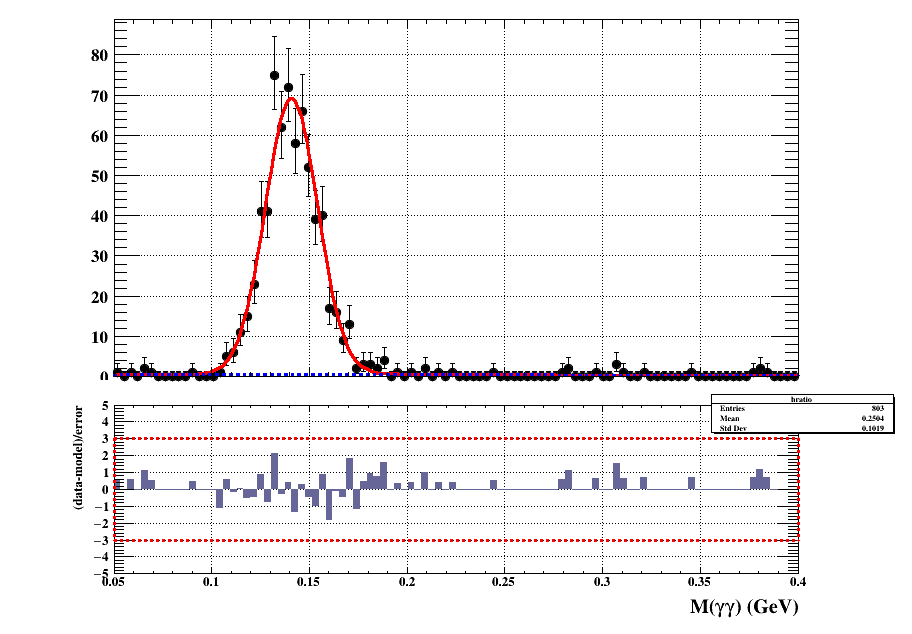 80
70
60
50
40
30
20
10
0
hratio
Entries 803
Mean 0.2504
Std Dev 0.1019
(data-model)/error
5
4
3
2
1
0
−1
−2
−3
−4
−5
0.05 0.1 0.15 0.2 0.25 0.3 0.35 0.4
M(γγ) (GeV)